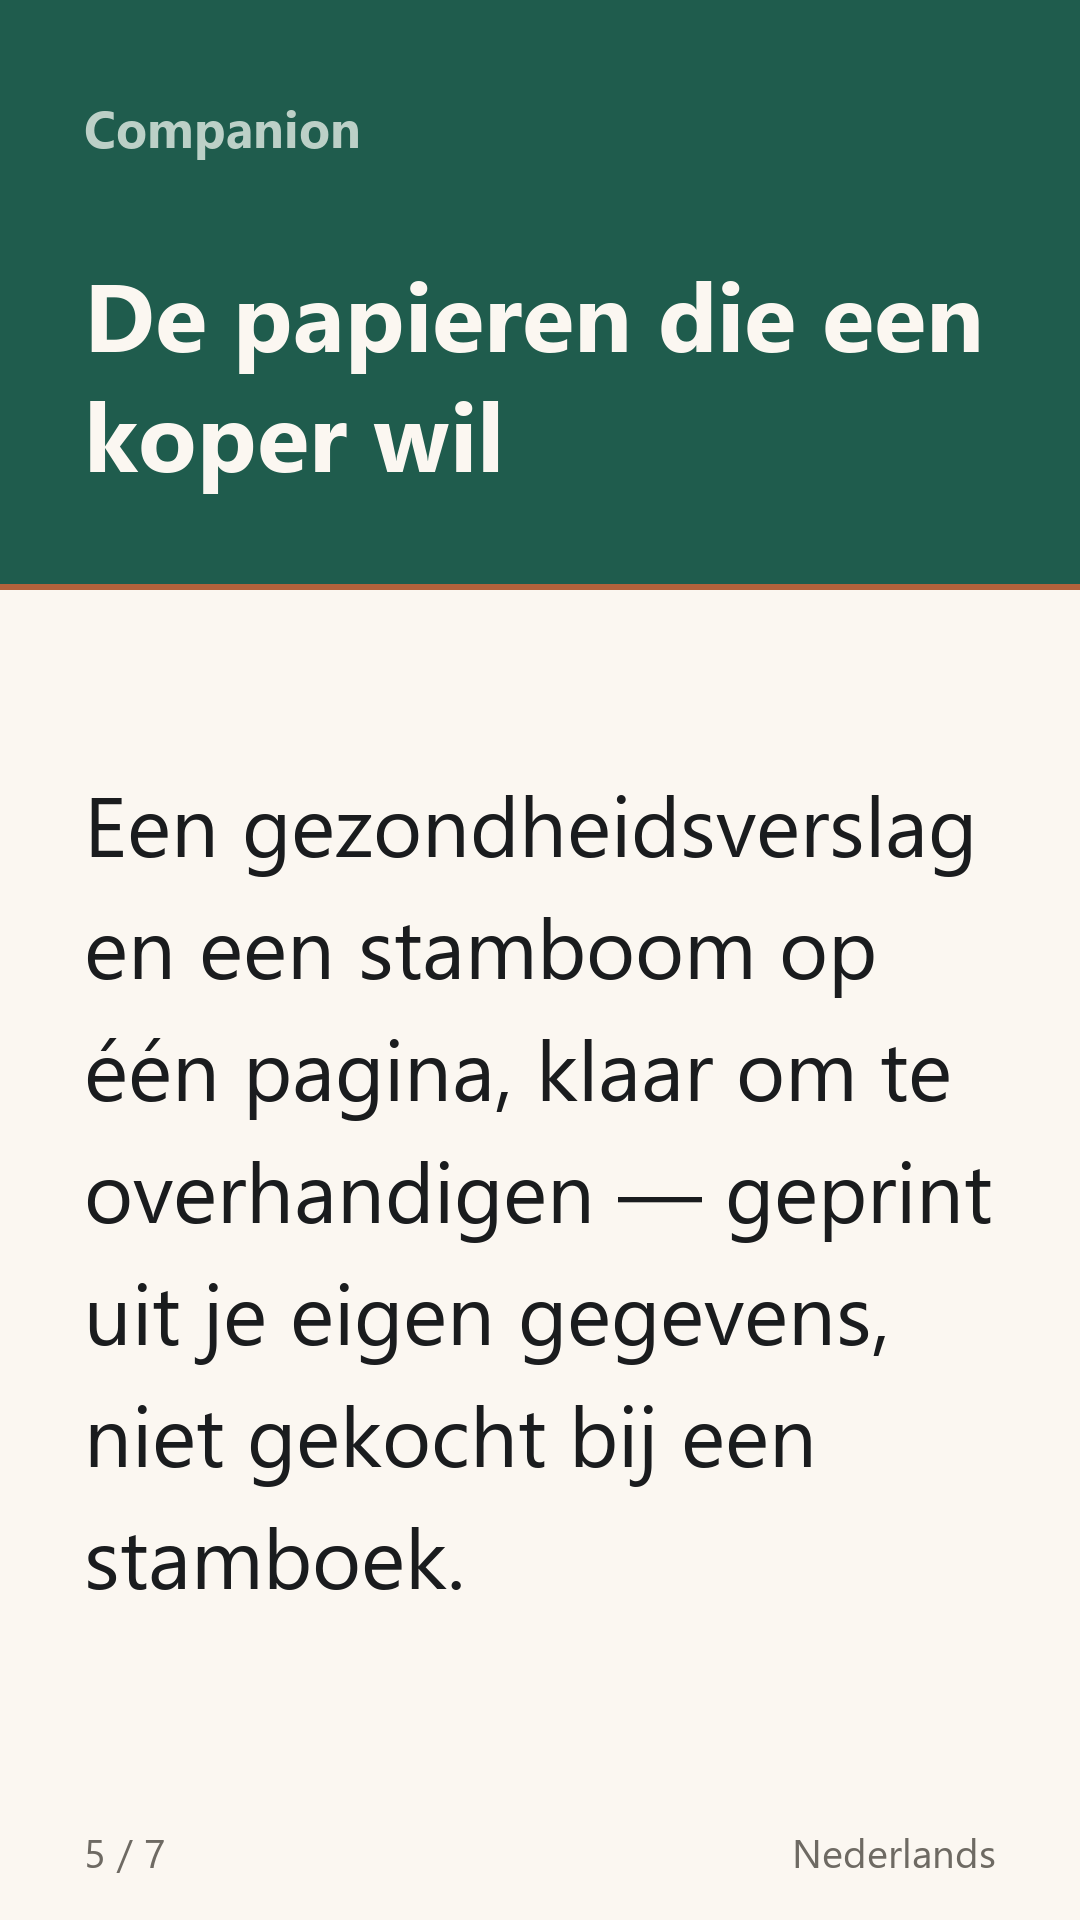 Companion
De papieren die een
koper wil
Een gezondheidsverslag
en een stamboom op
één pagina, klaar om te
overhandigen — geprint
uit je eigen gegevens,
niet gekocht bij een
stamboek.
5 / 7
Nederlands